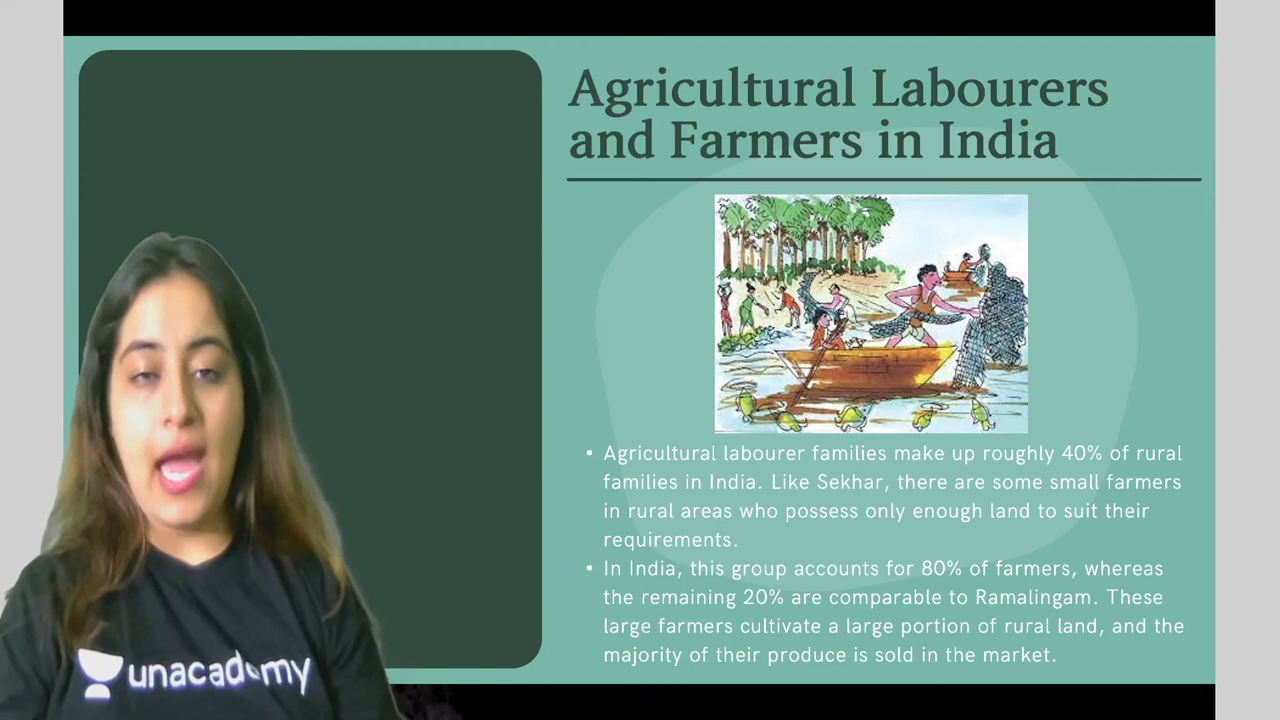 Agricultural Labourers
and Farmers in India
• Agricultural labourer families make up roughly 40% of rural
families in India. Like Sekhar, there are some small farmers
in rural areas who possess only enough land to suit their
requirements.
• In India, this group accounts for 80% of farmers, whereas
the remaining 20% are comparable to Ramalingam. These
large farmers cultivate a large portion of rural land, and the
majority of their produce is sold in the market.
unacademy